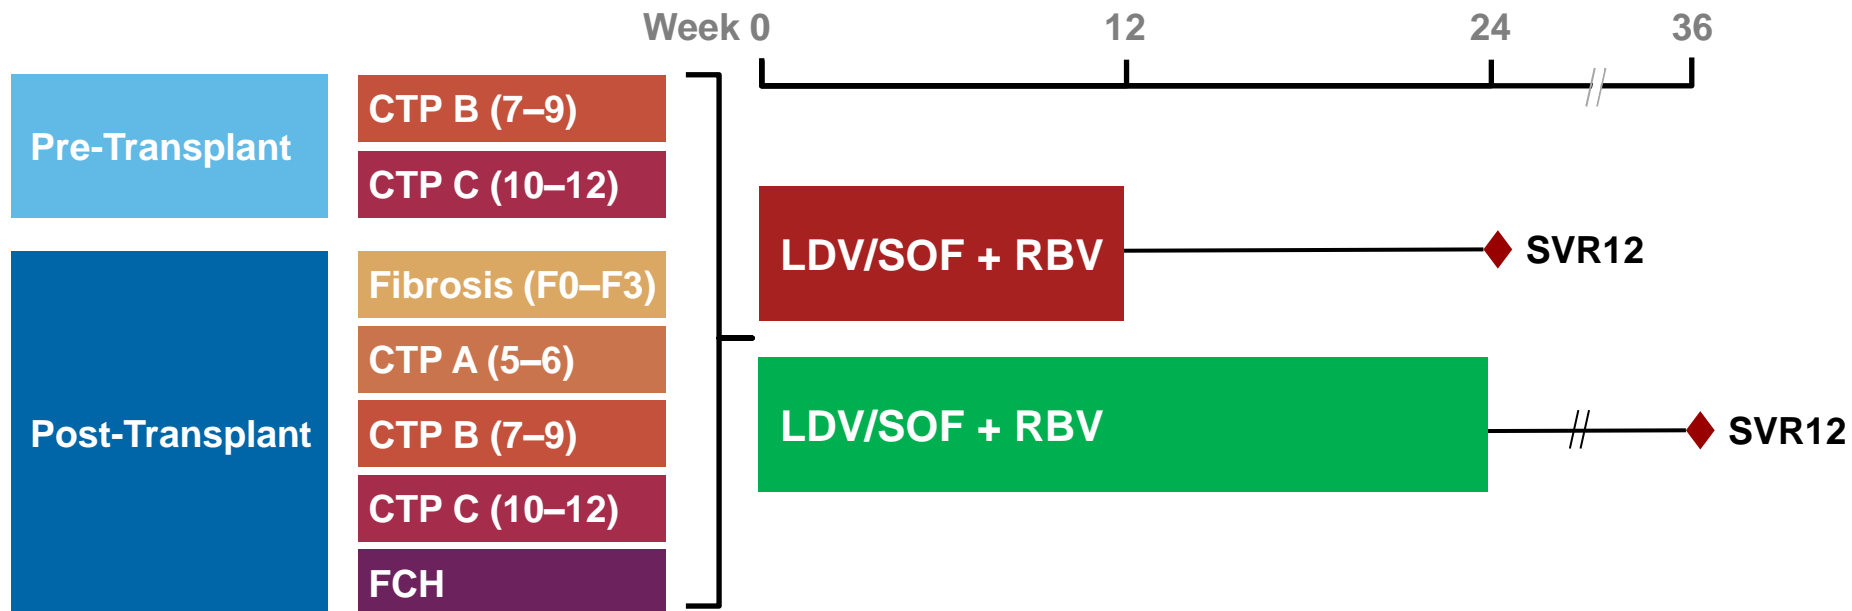 Week 0 12 24 36
Pre-Transplant
CTP B (7–9)
CTP C (10–12)
Post-Transplant
Fibrosis (F0–F3)
CTP A (5–6)
CTP B (7–9)
CTP C (10–12)
FCH
LDV/SOF + RBV
SVR12
LDV/SOF + RBV
SVR12